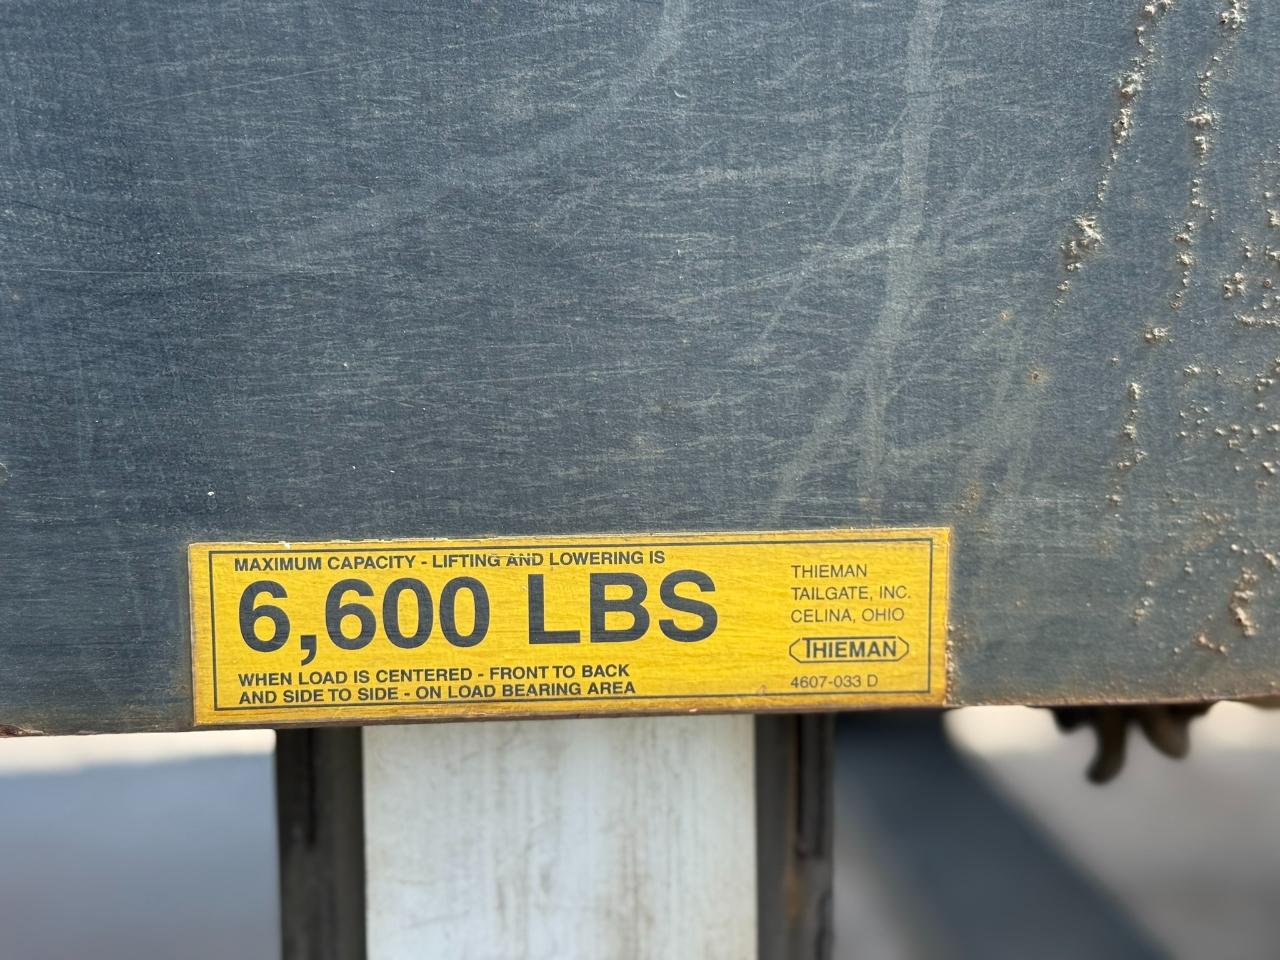 MAXIMUM CAPACITY - LIFTING AND LOWERING IS
6,600 LBS
WHEN LOAD IS CENTERED - FRONT TO BACK
AND SIDE TO SIDE - ON LOAD BEARING AREA
THIEMAN
TAILGATE, INC.
CELINA, OHIO
THIEMAN
4607-033 D